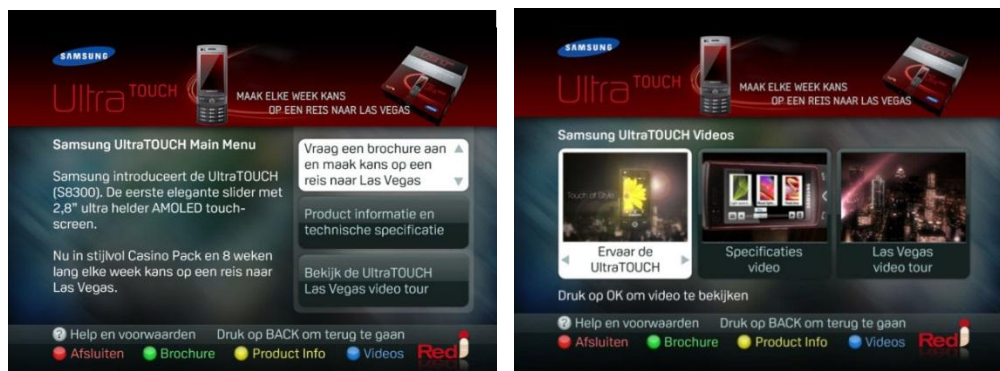 SAMSUNG
Ultra TOUCH
MAAK ELKE WEEK KANS
OP EEN REIS NAAR LAS VEGAS
Samsung UltraTOUCH Main Menu
Samsung introduceert de UltraTOUCH
(S8300). De eerste elegante slider met
2,8" ultra helder AMOLED touch-
screen.
Nu in stijlvol Casino Pack en 8 weken
lang elke week kans op een reis naar
Las Vegas.
Vraag een brochure aan
en maak kans op een
reis naar Las Vegas
Product informatie en
technische specificatie
Bekijk de UltraTOUCH
Las Vegas video tour
? Help en voorwaarden Druk op BACK om terug te gaan
Afsluiten Brochure Product Info Videos Red
SAMSUNG
Ultra TOUCH
MAAK ELKE WEEK KANS
OP EEN REIS NAAR LAS VEGAS
Samsung UltraTOUCH Videos
Touch of Style
Ervaar de
UltraTOUCH
Specificaties
video
Las Vegas
video tour
Druk op OK om video te bekijken
? Help en voorwaarden Druk op BACK om terug te gaan
Afsluiten Brochure Product Info Videos Red